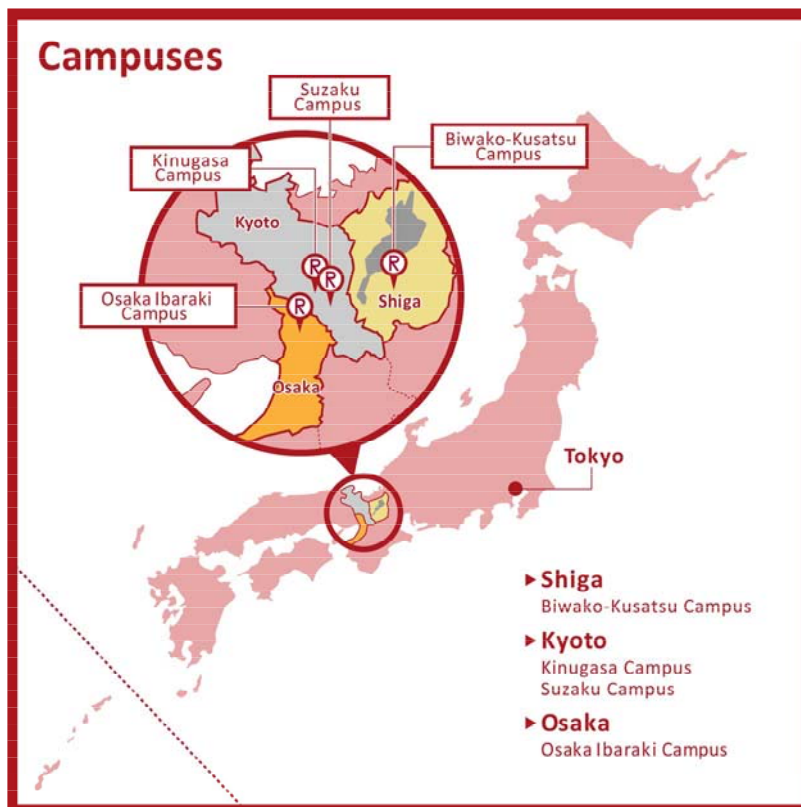 Campuses
Suzaku
Campus
Kinugasa
Campus
Biwako-Kusatsu
Campus
Kyoto
R
R
R
Shiga
Osaka Ibaraki
Campus
R
Osaka
Tokyo
Shiga
Biwako-Kusatsu Campus
Kyoto
Kinugasa Campus
Suzaku Campus
Osaka
Osaka Ibaraki Campus